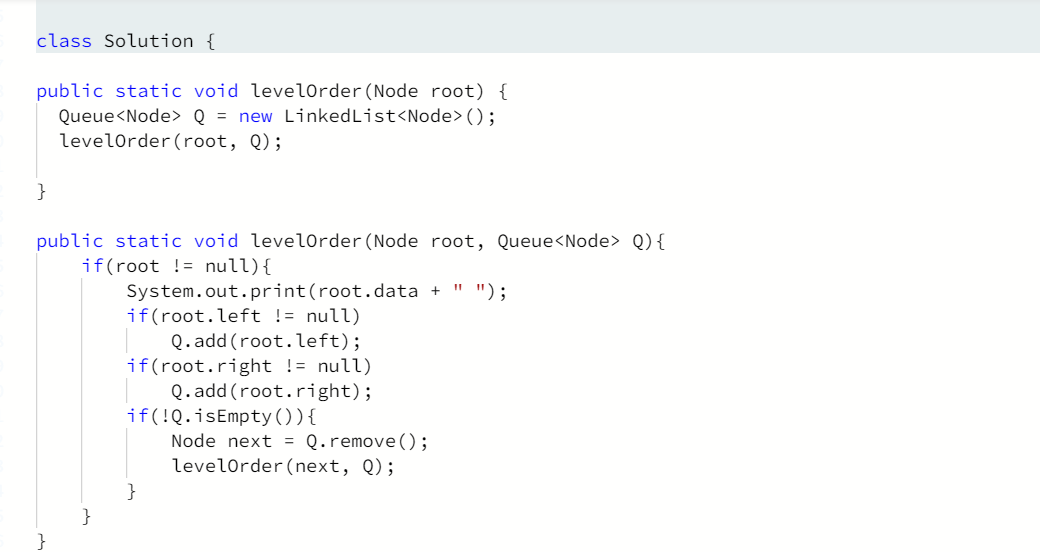 class Solution {
public static void levelOrder(Node root) {
Queue<Node> Q = new LinkedList<Node>();
levelOrder(root, Q);
}
public static void levelOrder(Node root, Queue<Node> Q){
if(root != null){
System.out.print(root.data + " ");
if(root.left != null)
Q.add(root.left);
if(root.right != null)
Q.add(root.right);
if(!Q.isEmpty()){
Node next = Q.remove();
levelOrder(next, Q);
}
}
}